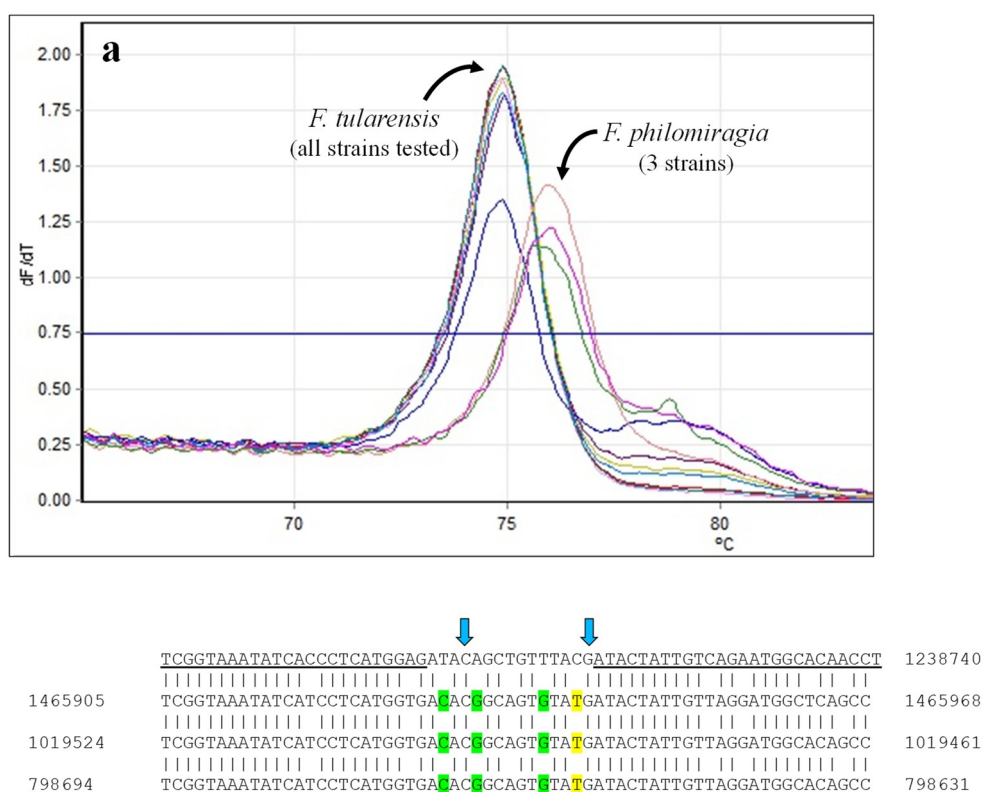 a
2.00
1.75
1.50
1.25
1.00
0.75
0.50
0.25
0.00
dF/dT
F. tularensis
(all strains tested)
F. philomiragia
(3 strains)
70 75 80
ºC
TCGGTAAATATCACCCTCATGGAGATACAGCTGTTTACGATACTATTGTCAGAATGGCACAACCT 1238740
1465905 TCGGTAAATATCATCCTCATGGTGACACGGCAGTGTATGATACTATTGTTAGGATGGCTCAGCC 1465968
1019524 TCGGTAAATATCATCCTCATGGTGACACGGCAGTGTATGATACTATTGTTAGGATGGCACAGCC 1019461
798694 TCGGTAAATATCATCCTCATGGTGACACGGCAGTGTATGATACTATTGTTAGGATGGCACAGCC 798631